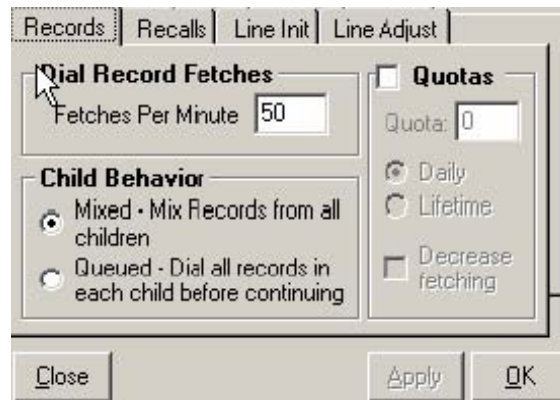 Records Recalls Line Init Line Adjust
Dial Record Fetches
Fetches Per Minute 50
Child Behavior
Mixed - Mix Records from all
children
Queued - Dial all records in
each child before continuing
Quotas
Quota: 0
Daily
Lifetime
Decrease
fetching
Close Apply OK